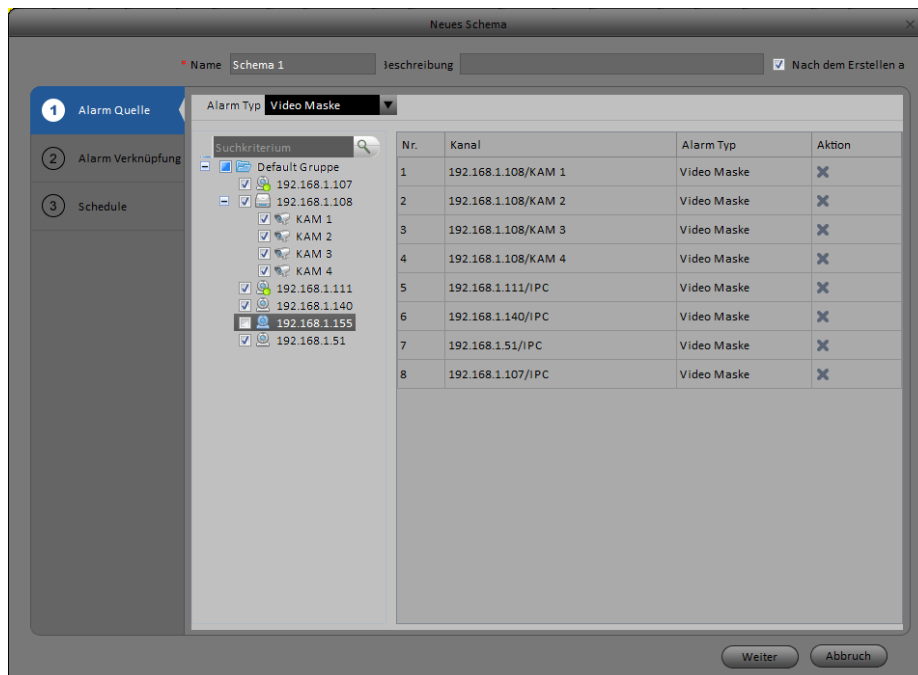 Neues Schema
* Name Schema 1 Beschreibung Nach dem Erstellen a
1 Alarm Quelle
2 Alarm Verknüpfung
3 Schedule
Alarm Typ Video Maske
Suchkriterium
Default Gruppe
192.168.1.107
192.168.1.108
KAM 1
KAM 2
KAM 3
KAM 4
192.168.1.111
192.168.1.140
192.168.1.155
192.168.1.51
Nr. Kanal Alarm Typ Aktion
1 192.168.1.108/KAM 1 Video Maske
2 192.168.1.108/KAM 2 Video Maske
3 192.168.1.108/KAM 3 Video Maske
4 192.168.1.108/KAM 4 Video Maske
5 192.168.1.111/IPC Video Maske
6 192.168.1.140/IPC Video Maske
7 192.168.1.51/IPC Video Maske
8 192.168.1.107/IPC Video Maske
Weiter Abbruch